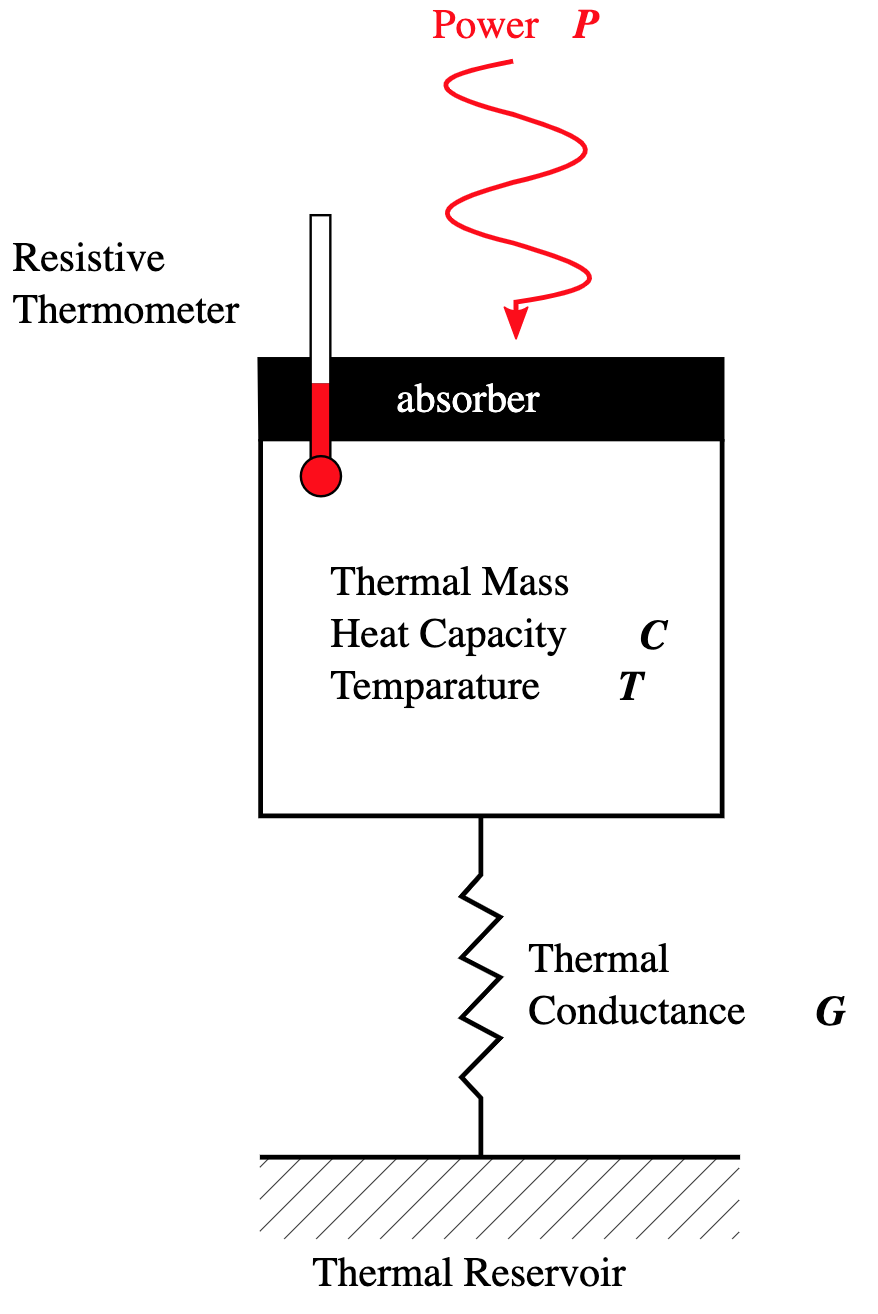 Power P
Resistive
Thermometer
absorber
Thermal Mass
Heat Capacity C
Temparature T
Thermal
Conductance G
Thermal Reservoir